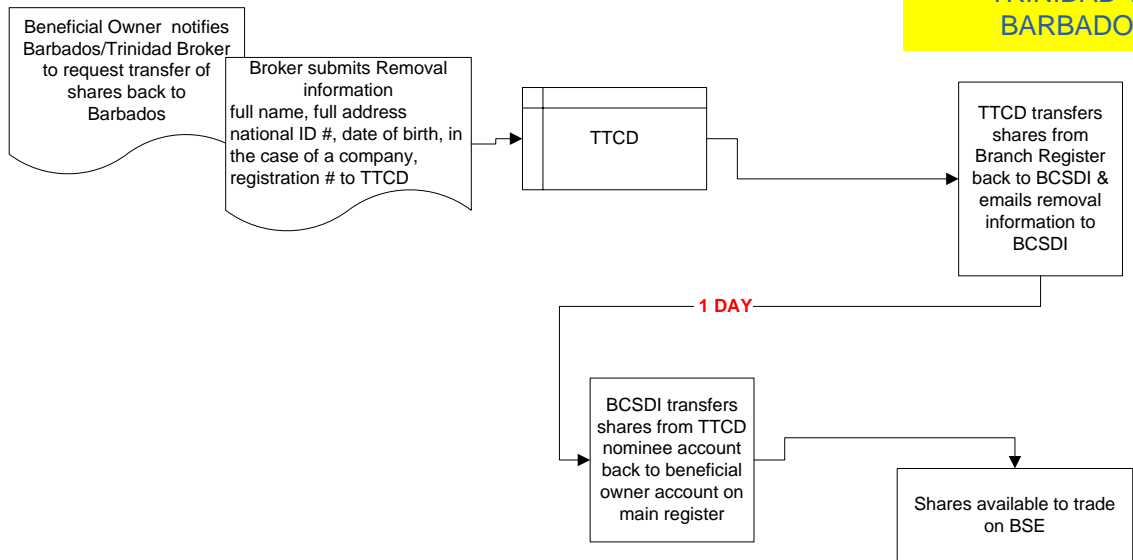 TRINIDAD
BARBADO
Beneficial Owner notifies
Barbados/Trinidad Broker
to request transfer of
shares back to
Barbados
Broker submits Removal
information
full name, full address
national ID #, date of birth, in
the case of a company,
registration # to TTCD
TTCD
TTCD transfers
shares from
Branch Register
back to BCSDI &
emails removal
information to
BCSDI
1 DAY
BCSDI transfers
shares from TTCD
nominee account
back to beneficial
owner account on
main register
Shares available to trade
on BSE